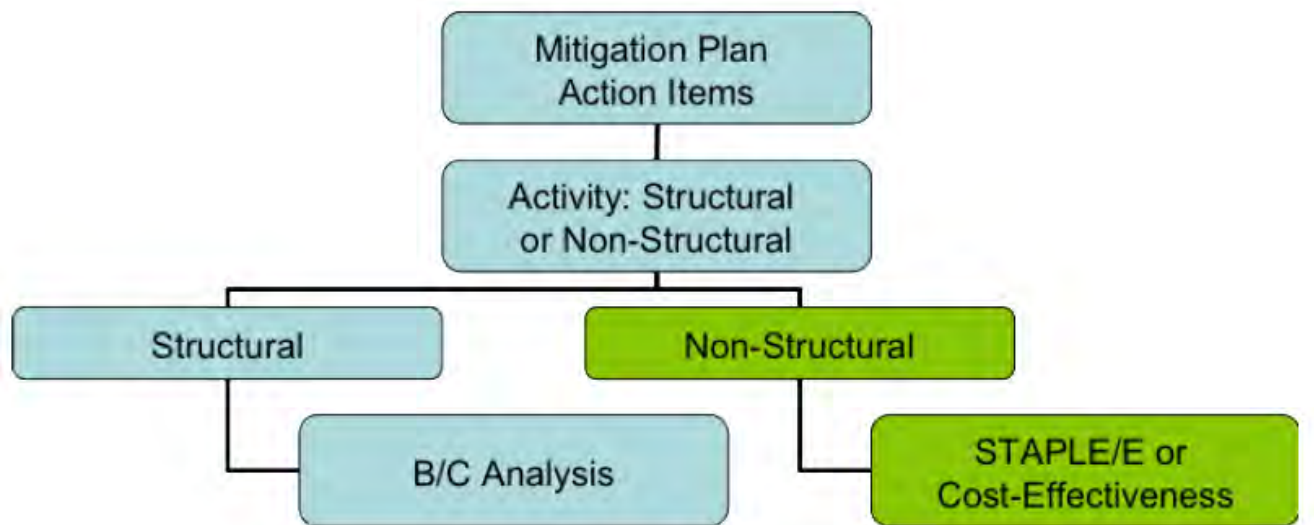 Mitigation Plan
Action Items
Activity: Structural
or Non-Structural
Structural
Non-Structural
B/C Analysis
STAPLE/E or
Cost-Effectiveness